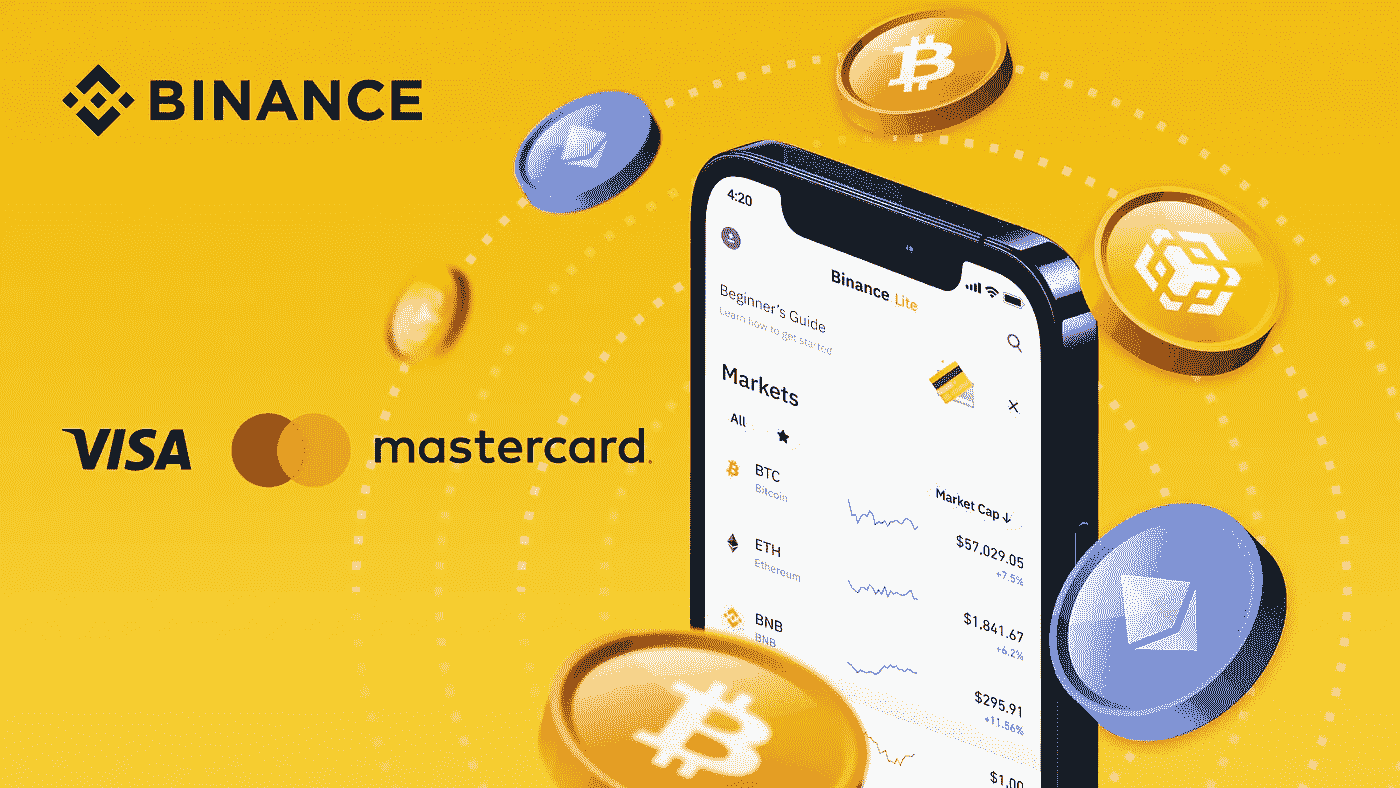 BINANCE
VISA mastercard.
4:20
Binance Lite
Beginner's Guide
Learn how to get started
Markets
All
Market Cap ↓
BTC
Bitcoin
$57,029.05
+7.5%
ETH
Ethereum
$1,841.67
+6.2%
BNB
BNB
$295.91
+11.56%
$1.00